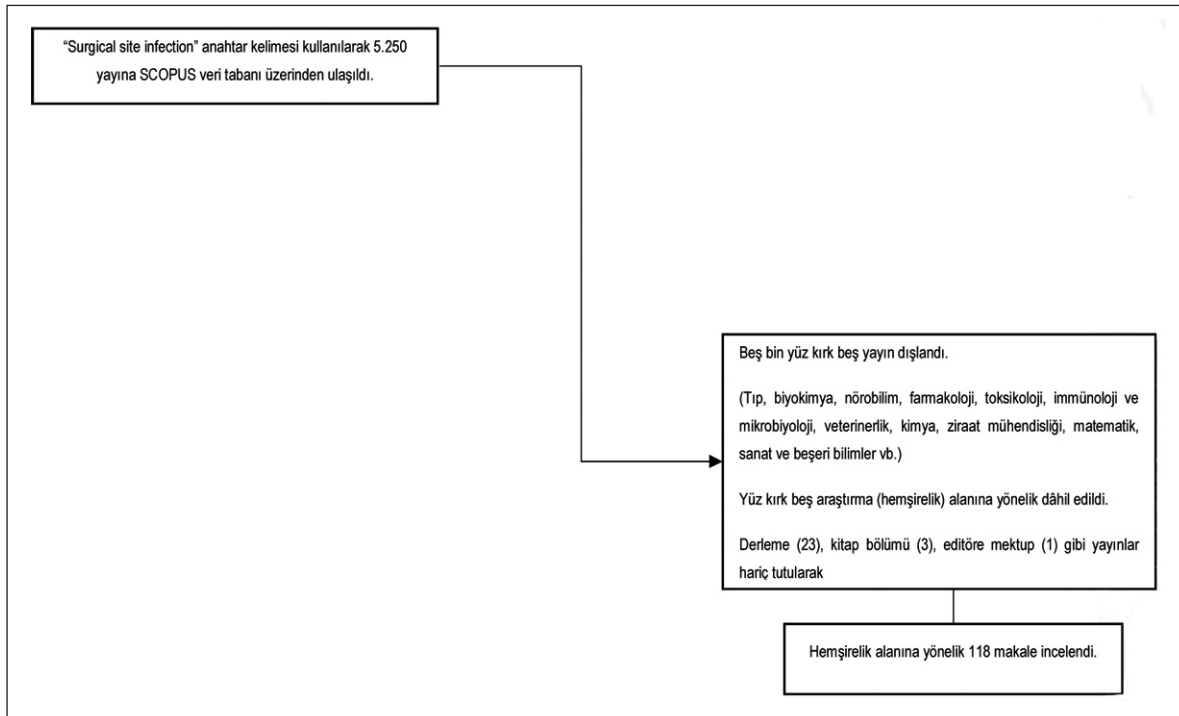 “Surgical site infection” anahtar kelimesi kullanılarak 5.250
yayına SCOPUS veri tabanı üzerinden ulaşıldı.
Beş bin yüz kırk beş yayın dışlandı.
(Tıp, biyokimya, nörobilim, farmakoloji, toksikoloji, immünoloji ve
mikrobiyoloji, veterinerlik, kimya, ziraat mühendisliği, matematik,
sanat ve beşeri bilimler vb.)
Yüz kırk beş araştırma (hemşirelik) alanına yönelik dâhil edildi.
Derleme (23), kitap bölümü (3), editöre mektup (1) gibi yayınlar
hariç tutularak
Hemşirelik alanına yönelik 118 makale incelendi.